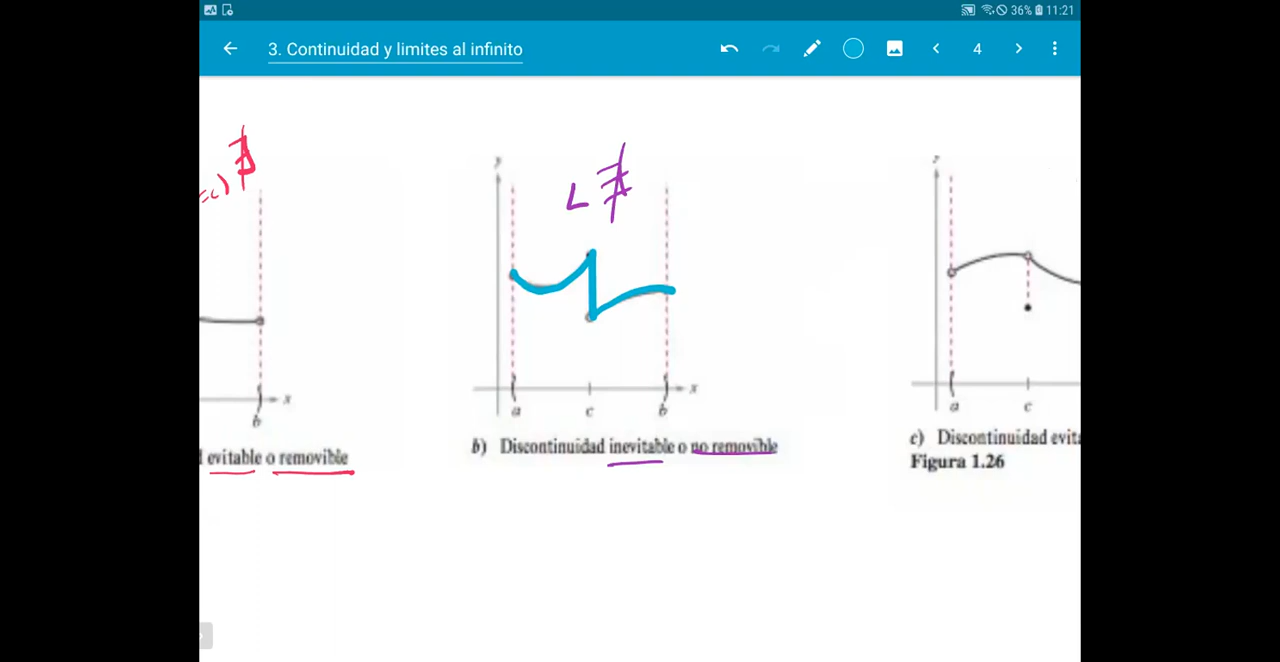 36% 11:21
3. Continuidad y limites al infinito
4
∄
=c)
y
a
c
b
x
evitable o removible
L ∄
y
a
c
b
x
b) Discontinuidad inevitable o no removible
y
a
c
c) Discontinuidad
Figura 1.26